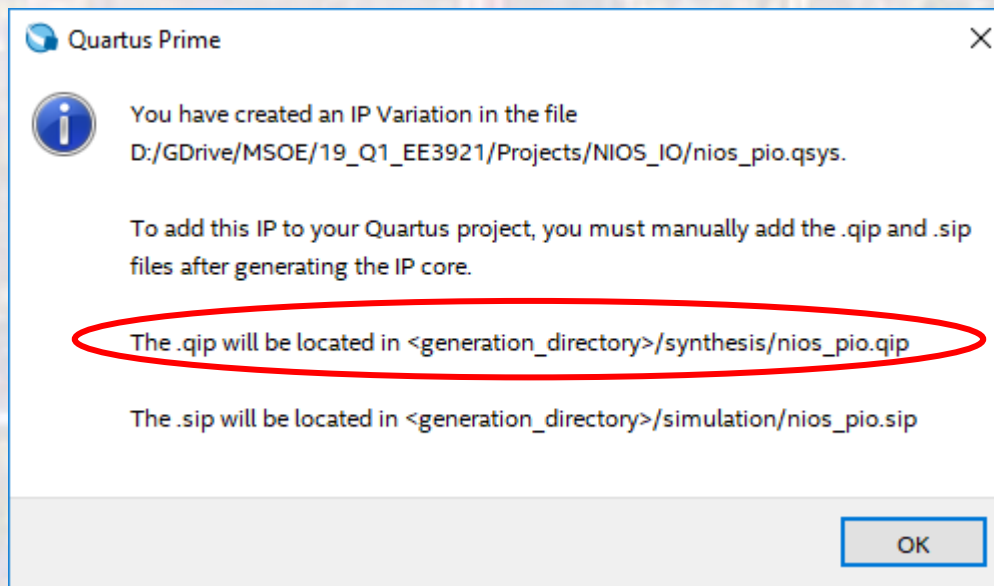 Quartus Prime
You have created an IP Variation in the file
D:/GDrive/MSOE/19_Q1_EE3921/Projects/NIOS_IO/nios_pio.qsys.
To add this IP to your Quartus project, you must manually add the .qip and .sip
files after generating the IP core.
The .qip will be located in <generation_directory>/synthesis/nios_pio.qip
The .sip will be located in <generation_directory>/simulation/nios_pio.sip
OK